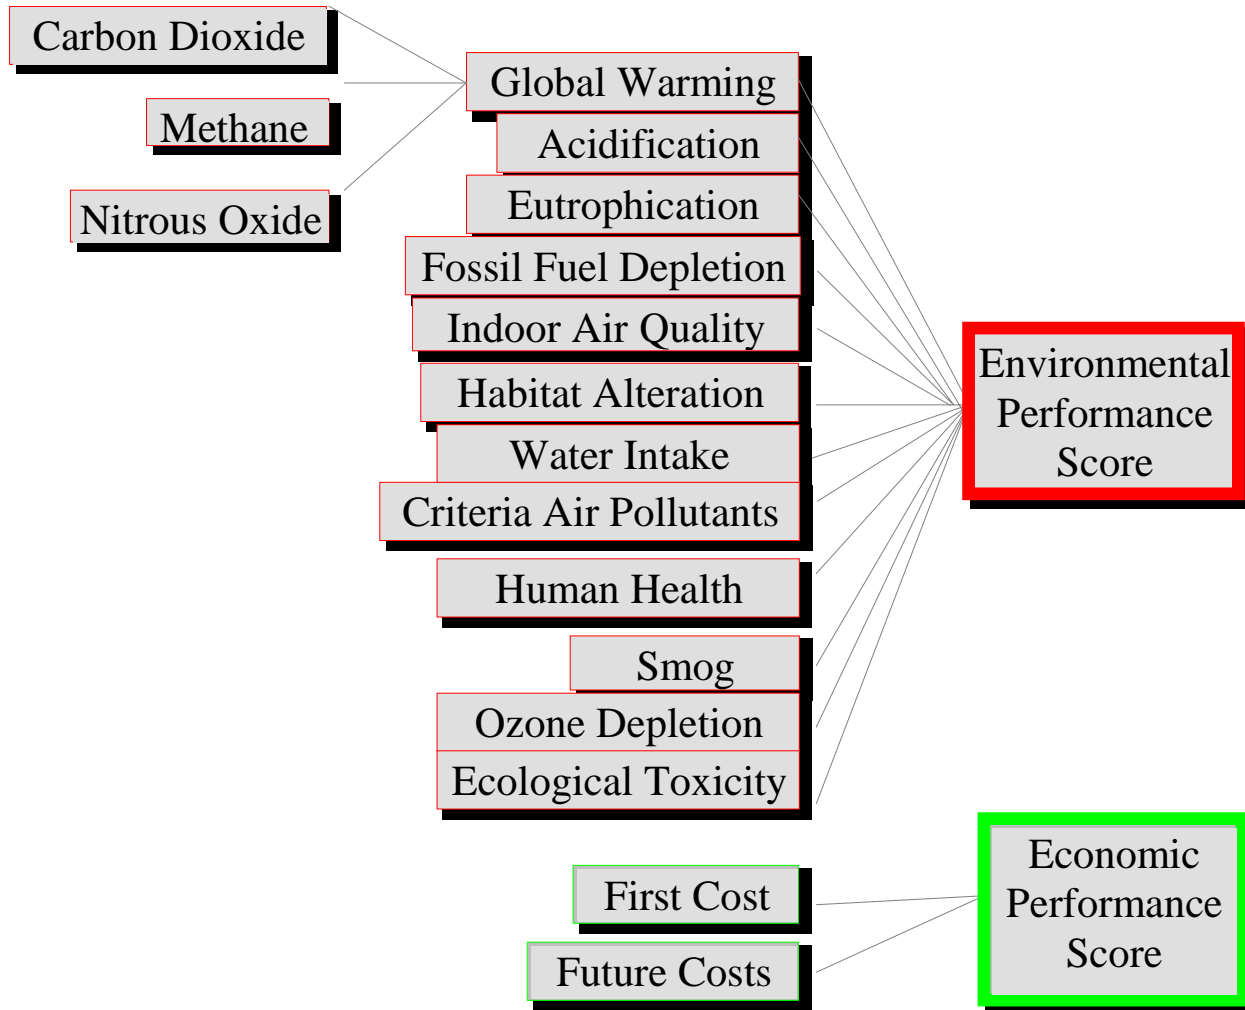 Carbon Dioxide
Methane
Nitrous Oxide
Global Warming
Acidification
Eutrophication
Fossil Fuel Depletion
Indoor Air Quality
Habitat Alteration
Water Intake
Criteria Air Pollutants
Human Health
Smog
Ozone Depletion
Ecological Toxicity
Environmental
Performance
Score
First Cost
Future Costs
Economic
Performance
Score